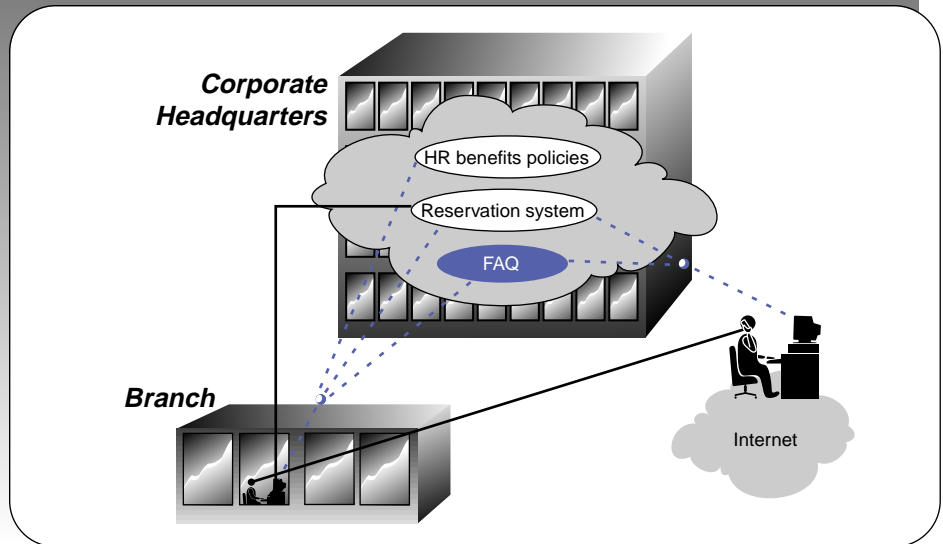 Corporate
Headquarters
HR benefits policies
Reservation system
FAQ
Branch
Internet